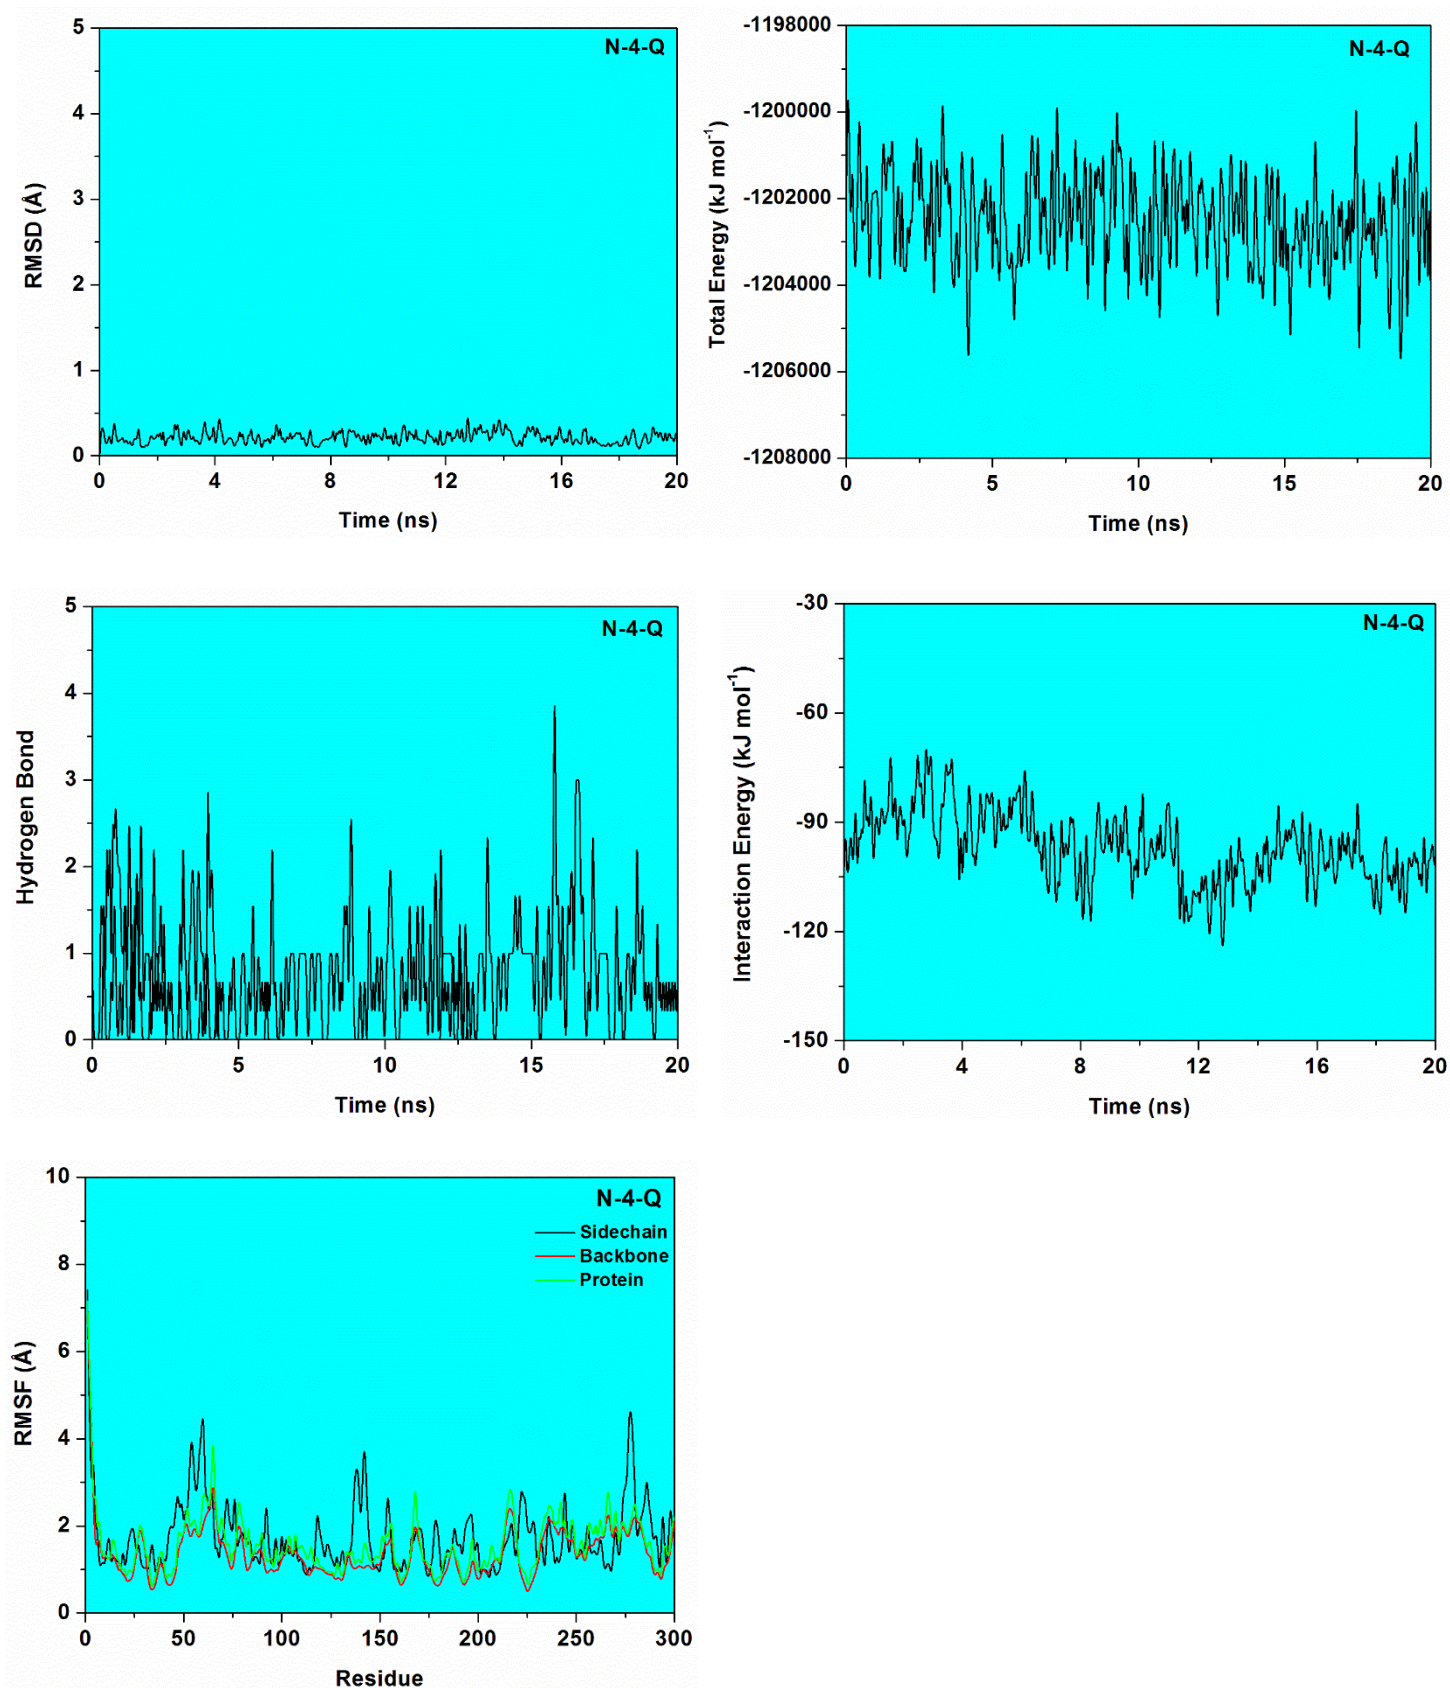 N-4-Q
RMSD (Å)
5
4
3
2
1
0
0 4 8 12 16 20
Time (ns)
N-4-Q
Total Energy (kJ mol⁻¹)
-1198000
-1200000
-1202000
-1204000
-1206000
-1208000
0 5 10 15 20
Time (ns)
N-4-Q
Hydrogen Bond
5
4
3
2
1
0
0 5 10 15 20
Time (ns)
N-4-Q
Interaction Energy (kJ mol⁻¹)
-30
-60
-90
-120
-150
0 4 8 12 16 20
Time (ns)
N-4-Q
Sidechain
Backbone
Protein
RMSF (Å)
10
8
6
4
2
0
0 50 100 150 200 250 300
Residue